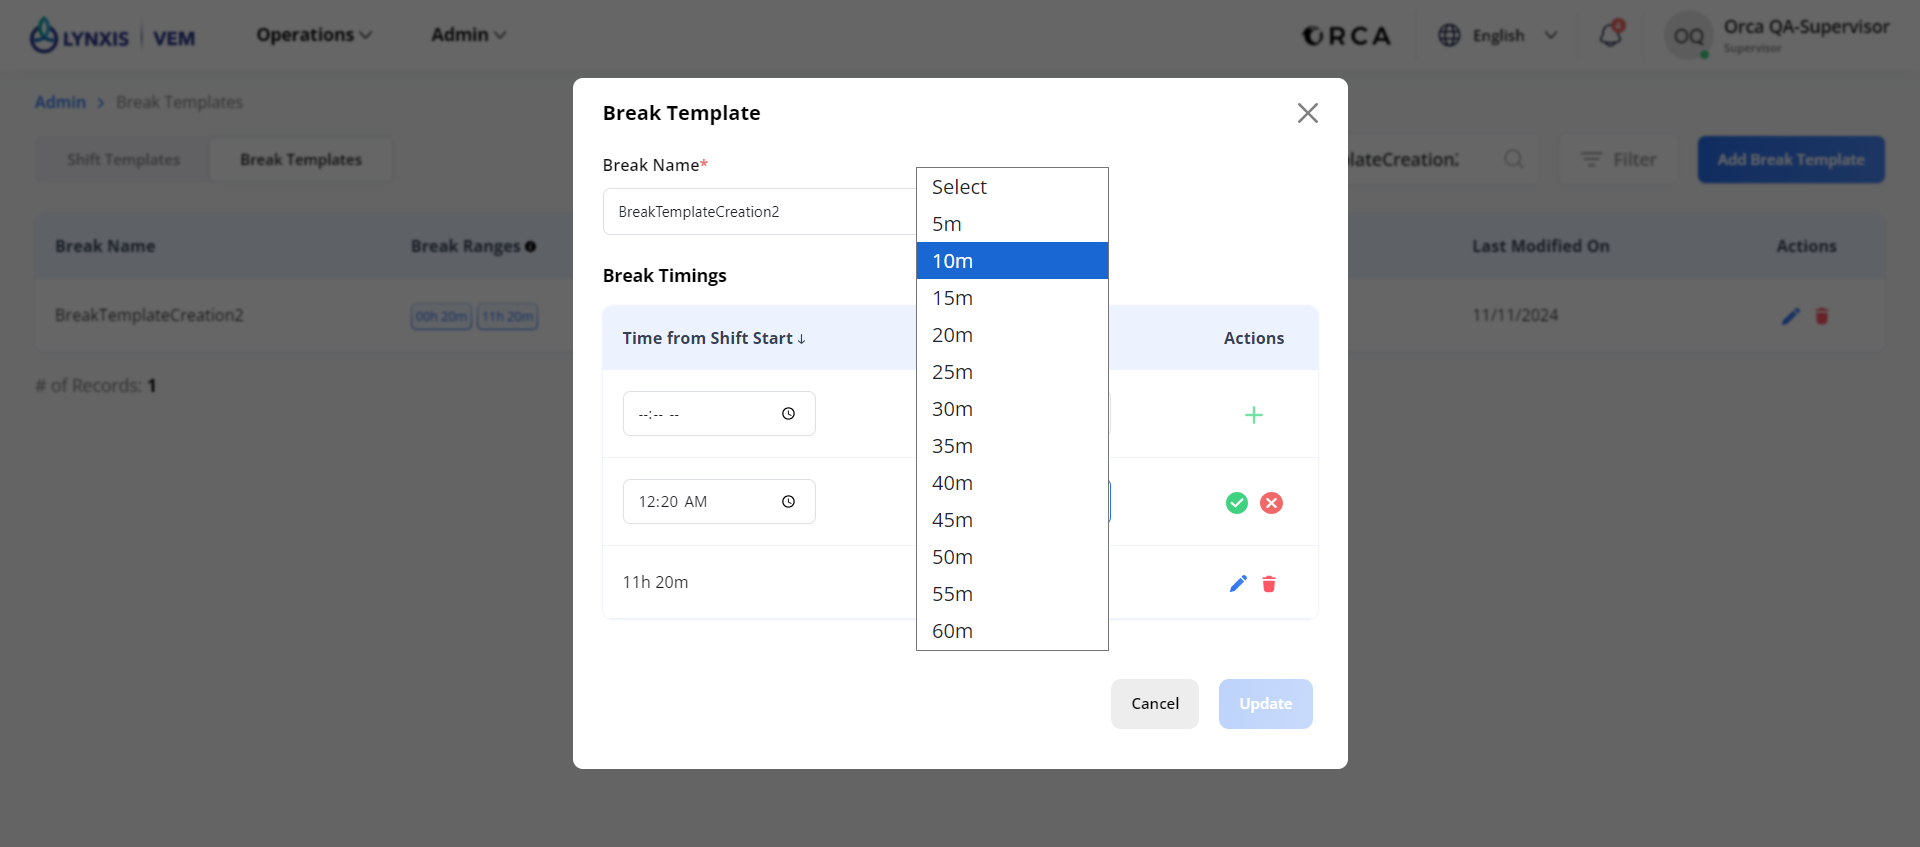 LYNXIS VEM Operations Admin ORCA English 4 OQ Orca QA-Supervisor
Supervisor
Admin > Break Templates
Shift Templates Break Templates lateCreation2 Filter Add Break Template
Break Name Break Ranges Last Modified On Actions
BreakTemplateCreation2 00h 20m 11h 20m 11/11/2024
# of Records: 1
Break Template
Break Name*
BreakTemplateCreation2
Break Timings
Time from Shift Start ↓ Actions
--:-- --
12:20 AM
11h 20m
Select
5m
10m
15m
20m
25m
30m
35m
40m
45m
50m
55m
60m
Cancel Update